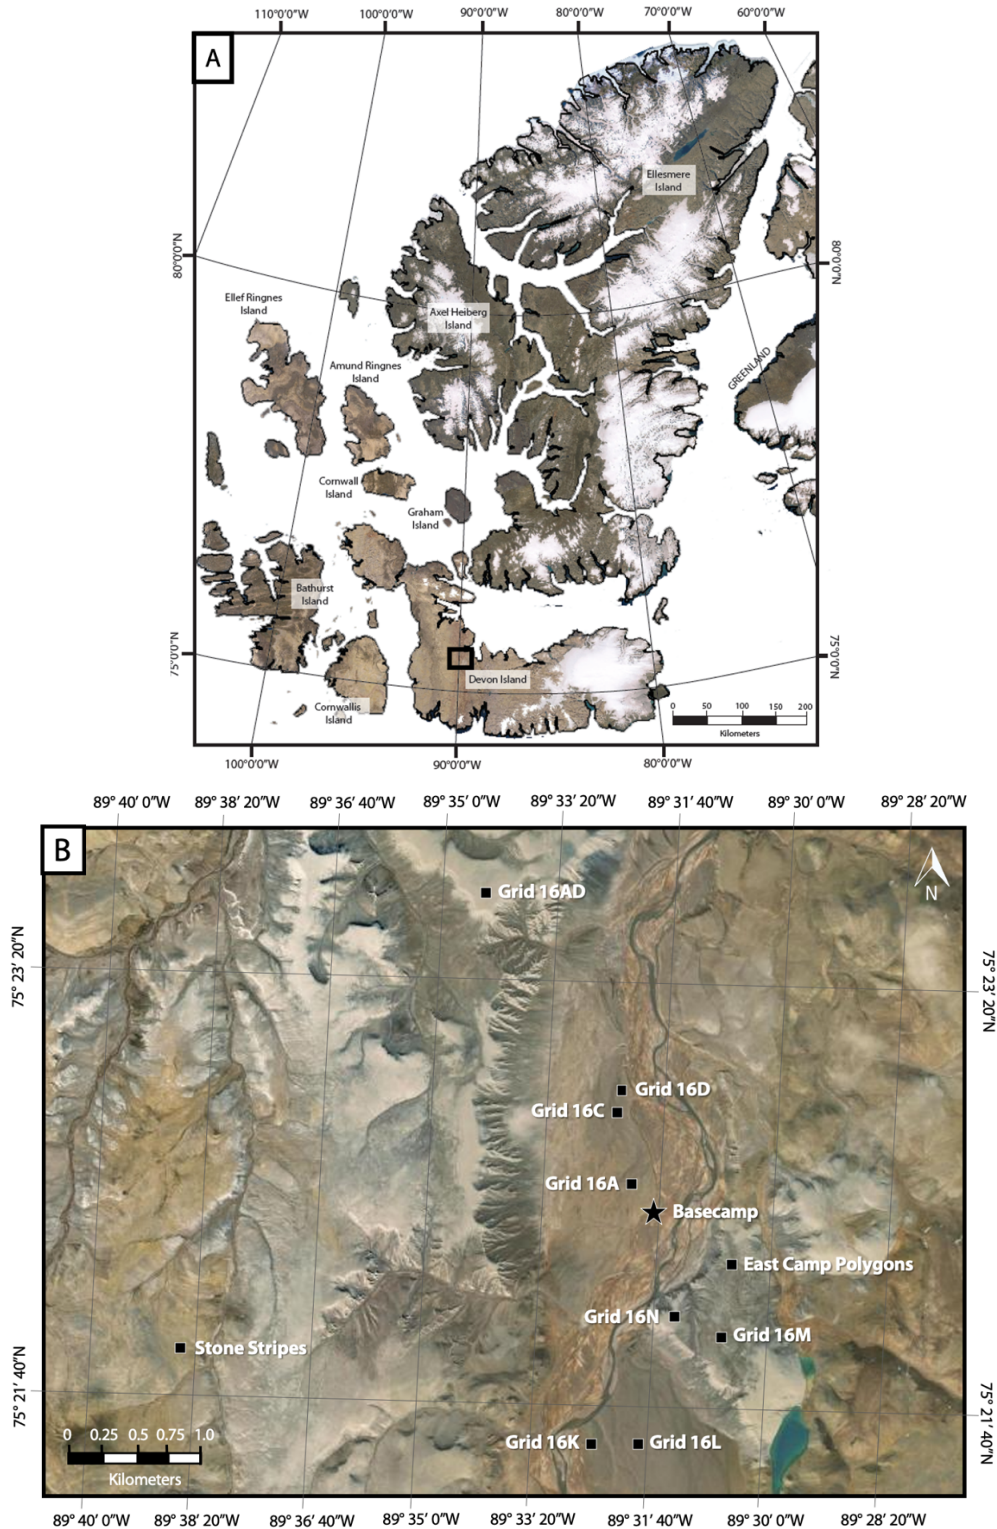 110°0'0"W 100°0'0"W 90°0'0"W 80°0'0"W 70°0'0"W 60°0'0"W
A
Ellesmere
Island
80°0'0"N
80°0'0"N
Ellef Ringnes
Island
Axel Heiberg
Island
Amund Ringnes
Island
GREENLAND
Cornwall
Island
Graham
Island
Bathurst
Island
75°0'0"N
75°0'0"N
Devon Island
Cornwallis
Island
0 50 100 150 200
Kilometers
100°0'0"W 90°0'0"W 80°0'0"W
89° 40' 0"W 89° 38' 20"W 89° 36' 40"W 89° 35' 0"W 89° 33' 20"W 89° 31' 40"W 89° 30' 0"W 89° 28' 20"W
B
N
Grid 16AD
75° 23' 20"N
75° 23' 20"N
Grid 16D
Grid 16C
Grid 16A
Basecamp
East Camp Polygons
Grid 16N
Grid 16M
Stone Stripes
75° 21' 40"N
75° 21' 40"N
0 0.25 0.5 0.75 1.0
Kilometers
Grid 16K
Grid 16L
89° 40' 0"W 89° 38' 20"W 89° 36' 40"W 89° 35' 0"W 89° 33' 20"W 89° 31' 40"W 89° 30' 0"W 89° 28' 20"W